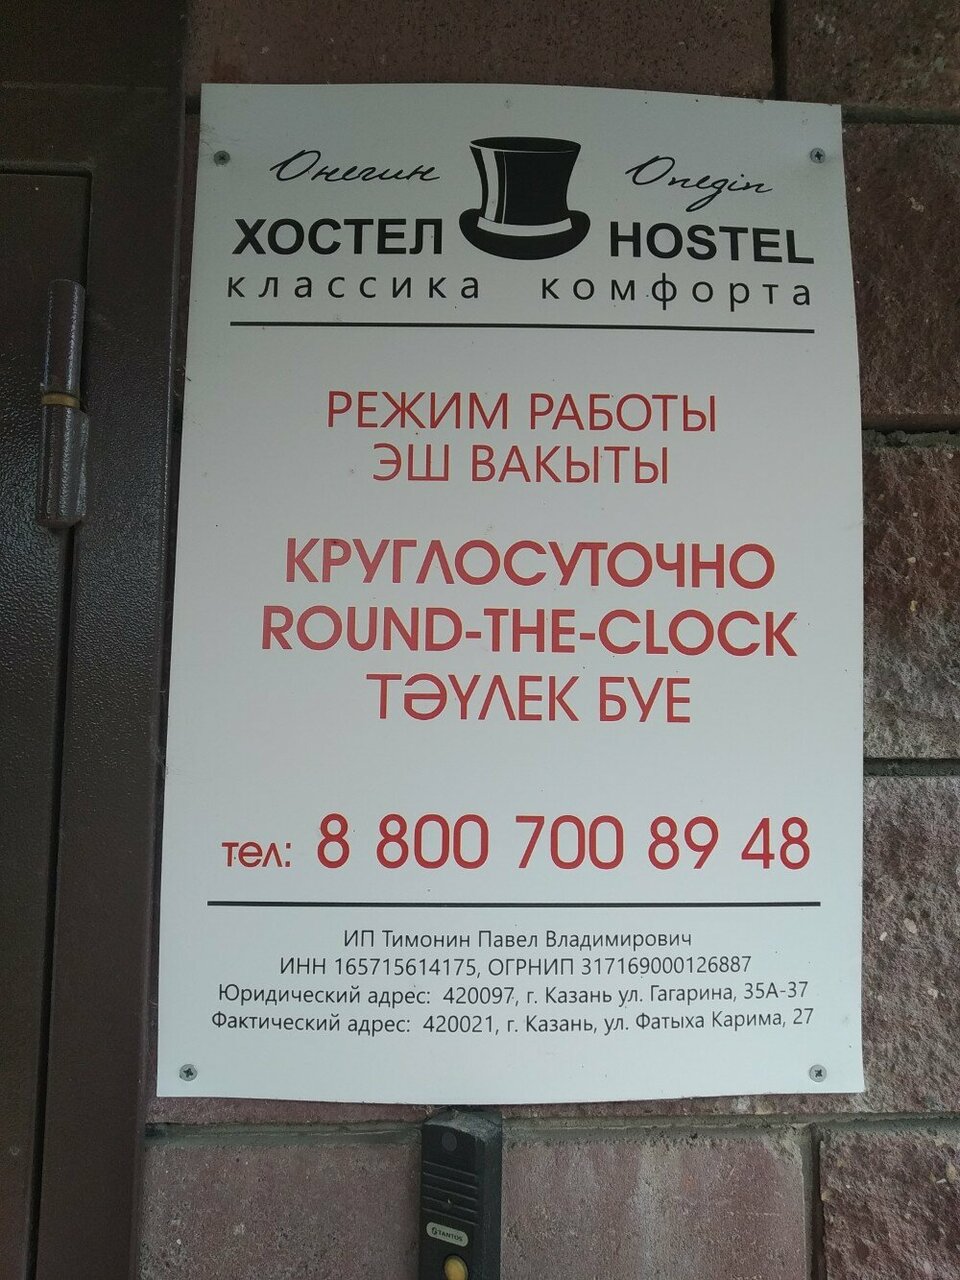 Онегин Onegin
ХОСТЕЛ HOSTEL
классика комфорта
РЕЖИМ РАБОТЫ
ЭШ ВАКЫТЫ
КРУГЛОСУТОЧНО
ROUND-THE-CLOCK
ТӘҮЛЕК БУЕ
тел: 8 800 700 89 48
ИП Тимонин Павел Владимирович
ИНН 165715614175, ОГРНИП 317169000126887
Юридический адрес: 420097, г. Казань ул. Гагарина, 35А-37
Фактический адрес: 420021, г. Казань, ул. Фатыха Карима, 27
TANTOS